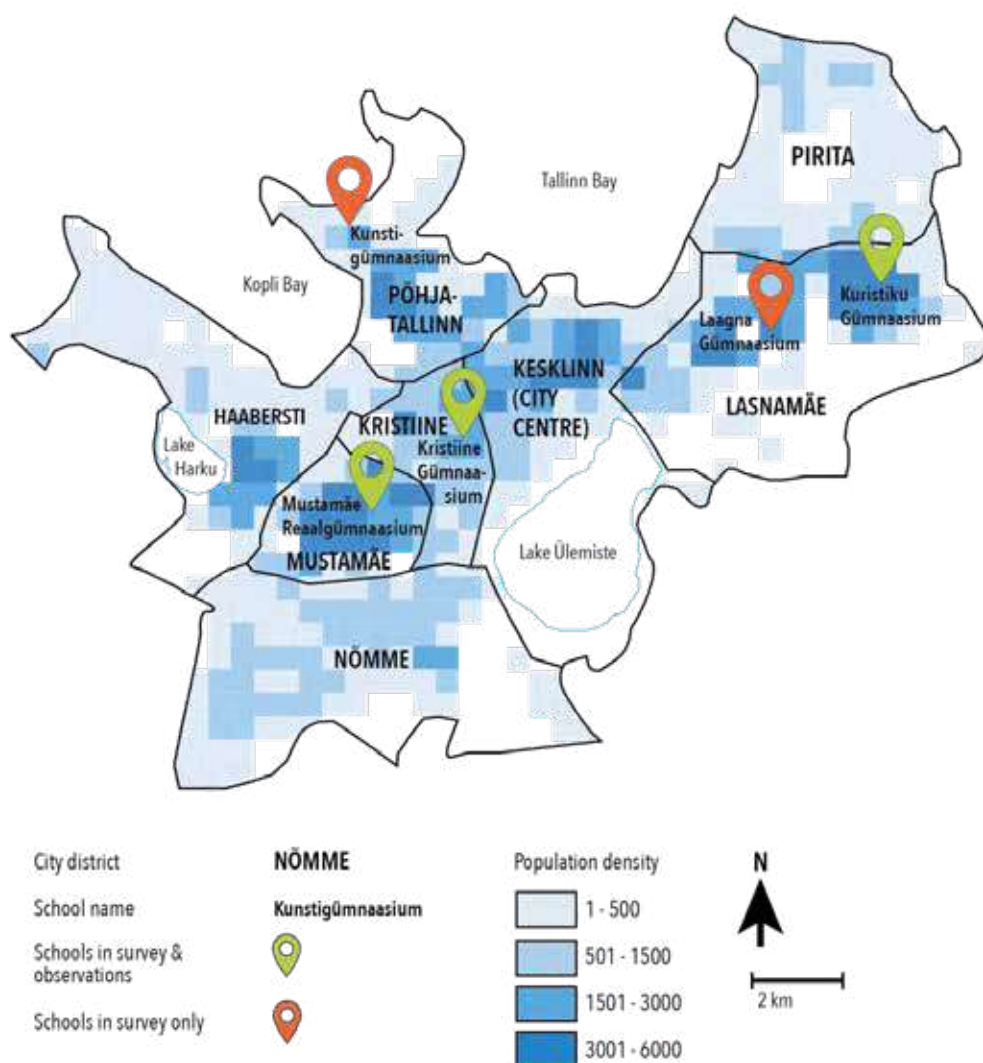 PIRITA
Tallinn Bay
Kunsti-
gümnaasium
Kopli Bay
PÕHJA-
TALLINN
Kuristiku
Gümnaasium
Laagna
Gümnaasium
KESKLINN
(CITY
CENTRE)
LASNAMÄE
HAABERSTI
KRISTIINE
Lake
Harku
Kristiine
Gümnaa-
sium
Mustamäe
Reaalgümnaasium
MUSTAMÄE
Lake Ülemiste
NÕMME
City district
NÕMME
School name
Kunstigümnaasium
Schools in survey &
observations
Schools in survey only
Population density
1 - 500
501 - 1500
1501 - 3000
3001 - 6000
N
2 km